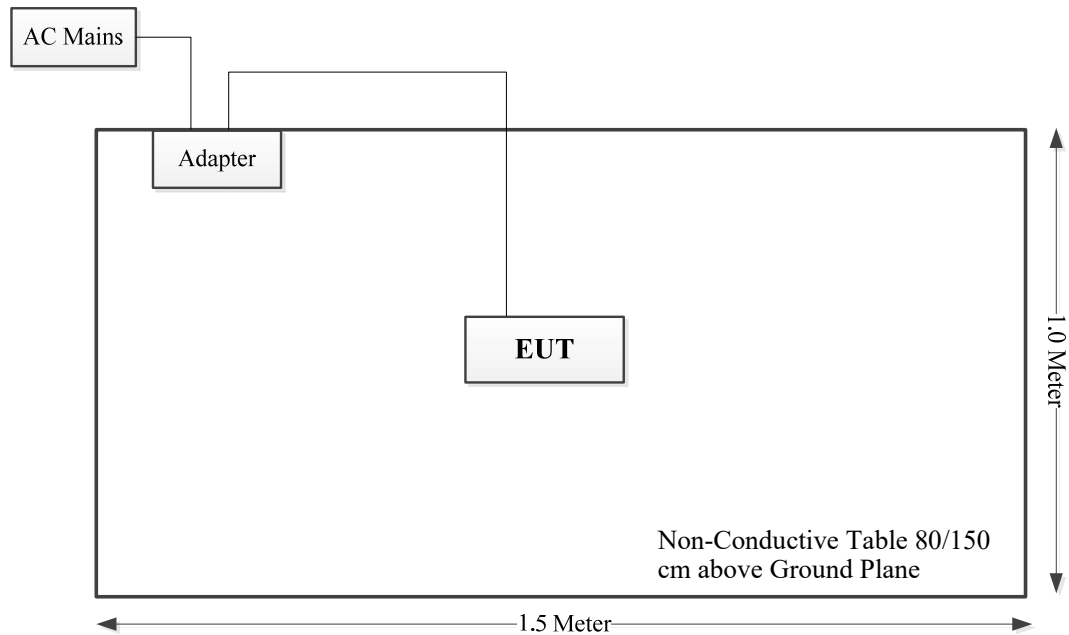 AC Mains
Adapter
EUT
1.0 Meter
Non-Conductive Table 80/150
cm above Ground Plane
1.5 Meter